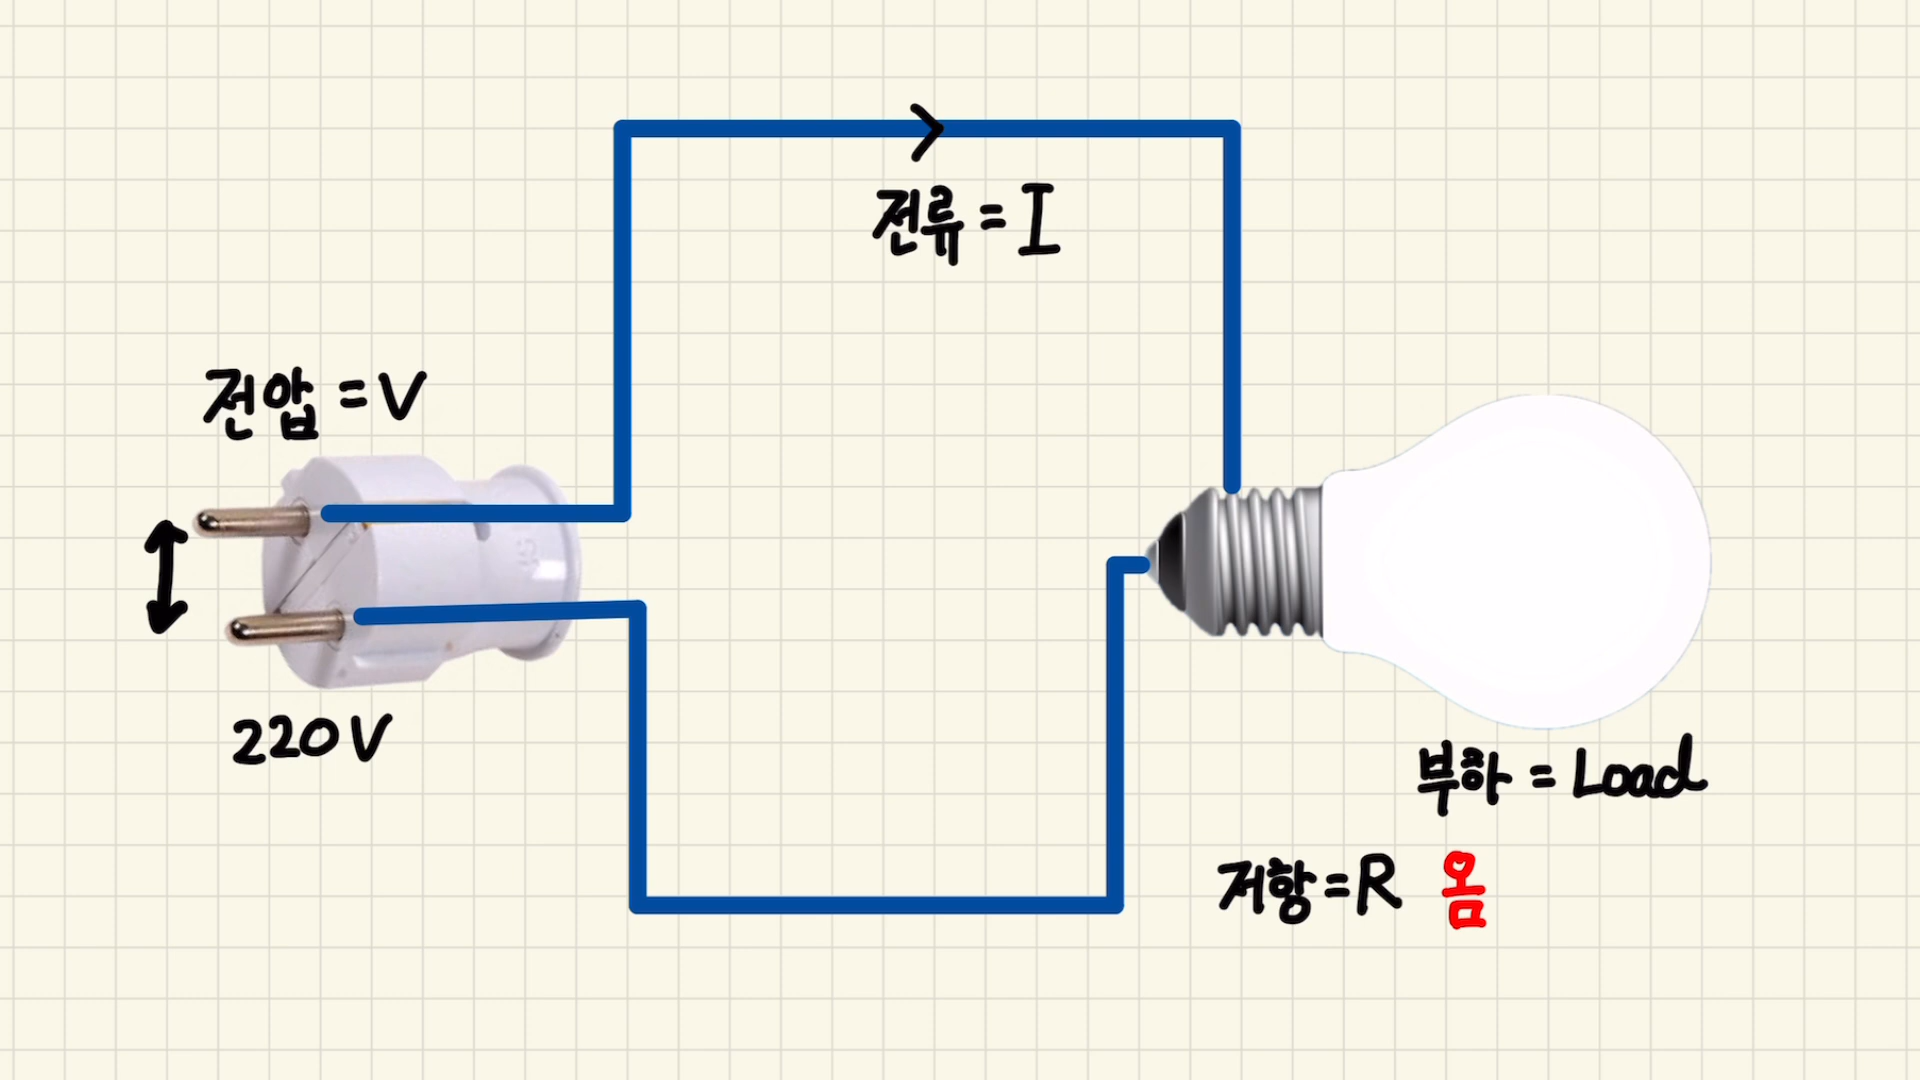 전류 = I
전압 = V
220V
부하 = Load
저항 = R 옴